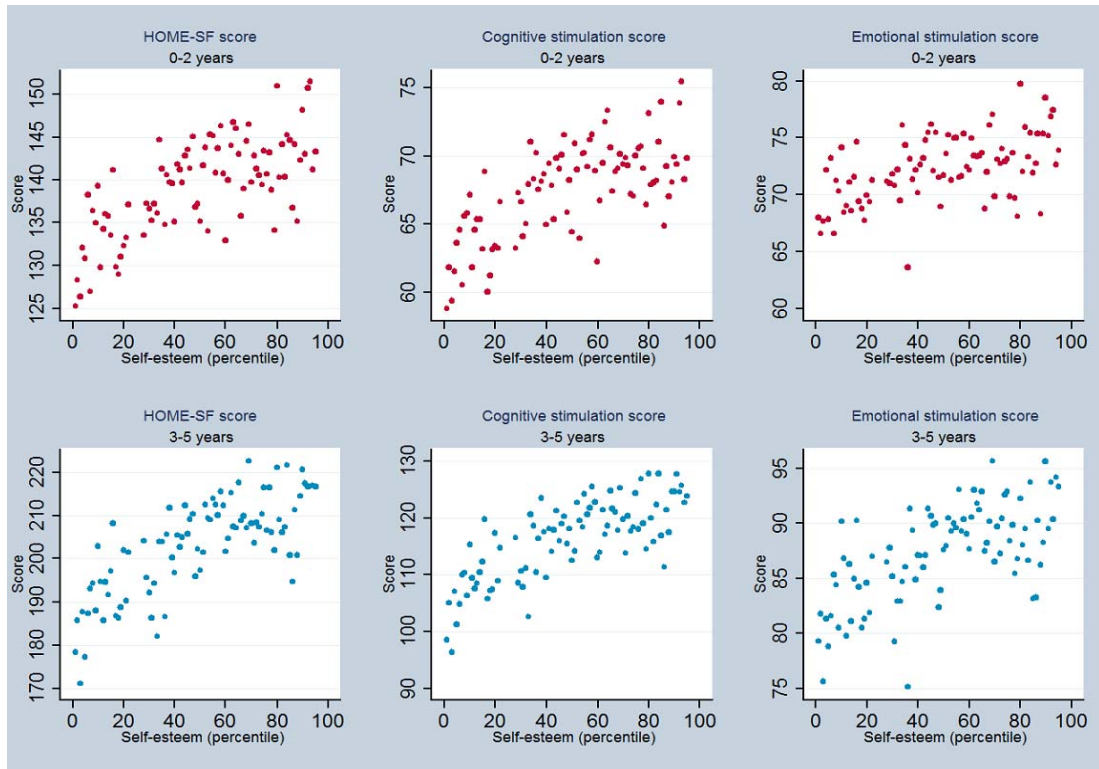 HOME-SF score
0-2 years
Score
150
145
140
135
130
125
0 20 40 60 80 100
Self-esteem (percentile)
Cognitive stimulation score
0-2 years
Score
75
70
65
60
0 20 40 60 80 100
Self-esteem (percentile)
Emotional stimulation score
0-2 years
Score
80
75
70
65
60
0 20 40 60 80 100
Self-esteem (percentile)
HOME-SF score
3-5 years
Score
220
210
200
190
180
170
0 20 40 60 80 100
Self-esteem (percentile)
Cognitive stimulation score
3-5 years
Score
130
120
110
100
90
0 20 40 60 80 100
Self-esteem (percentile)
Emotional stimulation score
3-5 years
Score
95
90
85
80
75
0 20 40 60 80 100
Self-esteem (percentile)